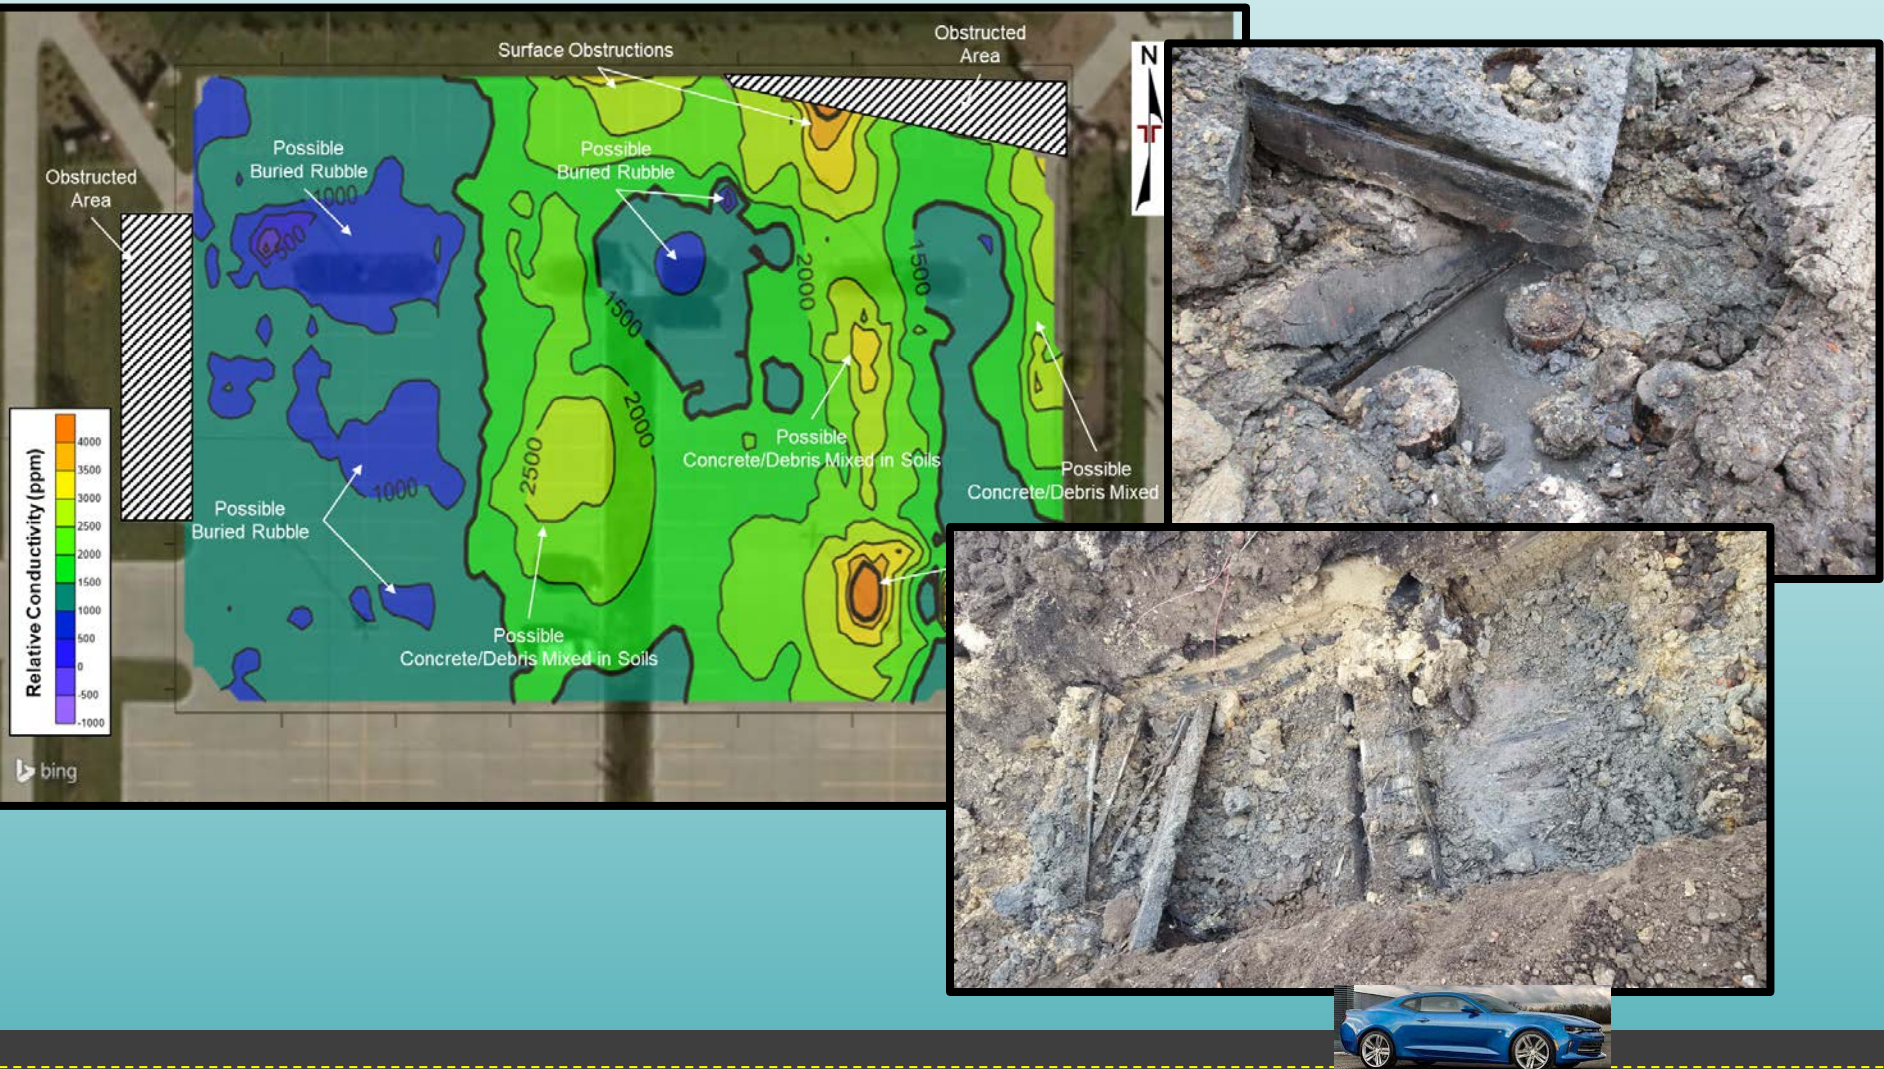 Surface Obstructions
Obstructed
Area
N
Possible
Buried Rubble
Possible
Buried Rubble
Obstructed
Area
1000
500
2000
1500
1500
2000
2500
Possible
Concrete/Debris Mixed in Soils
Possible
Concrete/Debris Mixed
1000
Possible
Buried Rubble
Possible
Concrete/Debris Mixed in Soils
Relative Conductivity (ppm)
4000
3500
3000
2500
2000
1500
1000
500
0
-500
-1000
bing